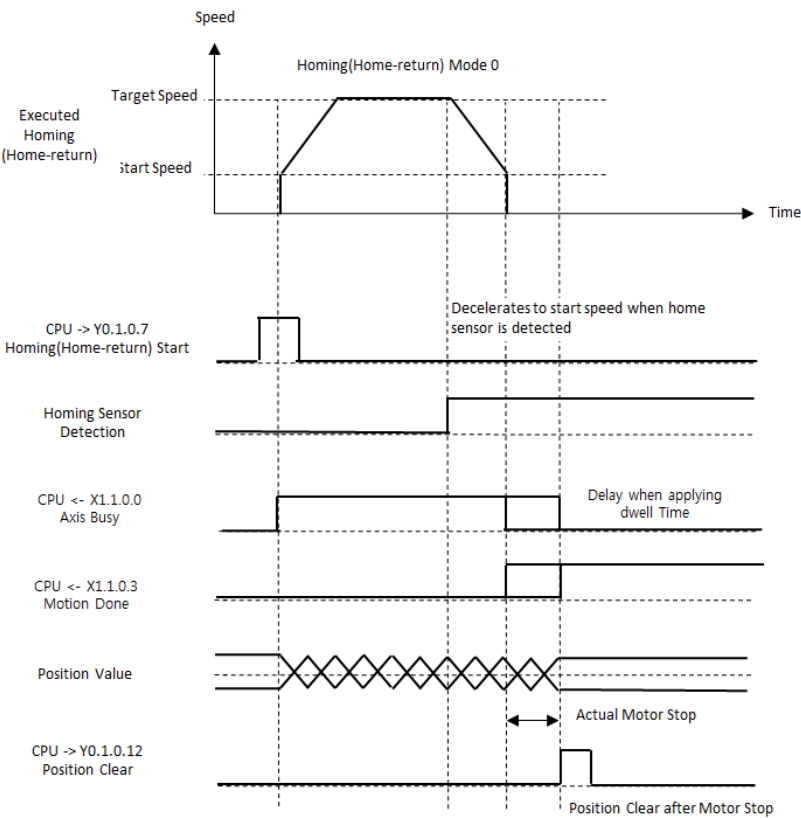 Speed
Homing(Home-return) Mode 0
Target Speed
Executed
Homing
(Home-return)
Start Speed
Time
Decelerates to start speed when home
sensor is detected
CPU -> Y0.1.0.7
Homing(Home-return) Start
Homing Sensor
Detection
CPU <- X1.1.0.0
Axis Busy
Delay when applying
dwell Time
CPU <- X1.1.0.3
Motion Done
Position Value
Actual Motor Stop
CPU -> Y0.1.0.12
Position Clear
Position Clear after Motor Stop